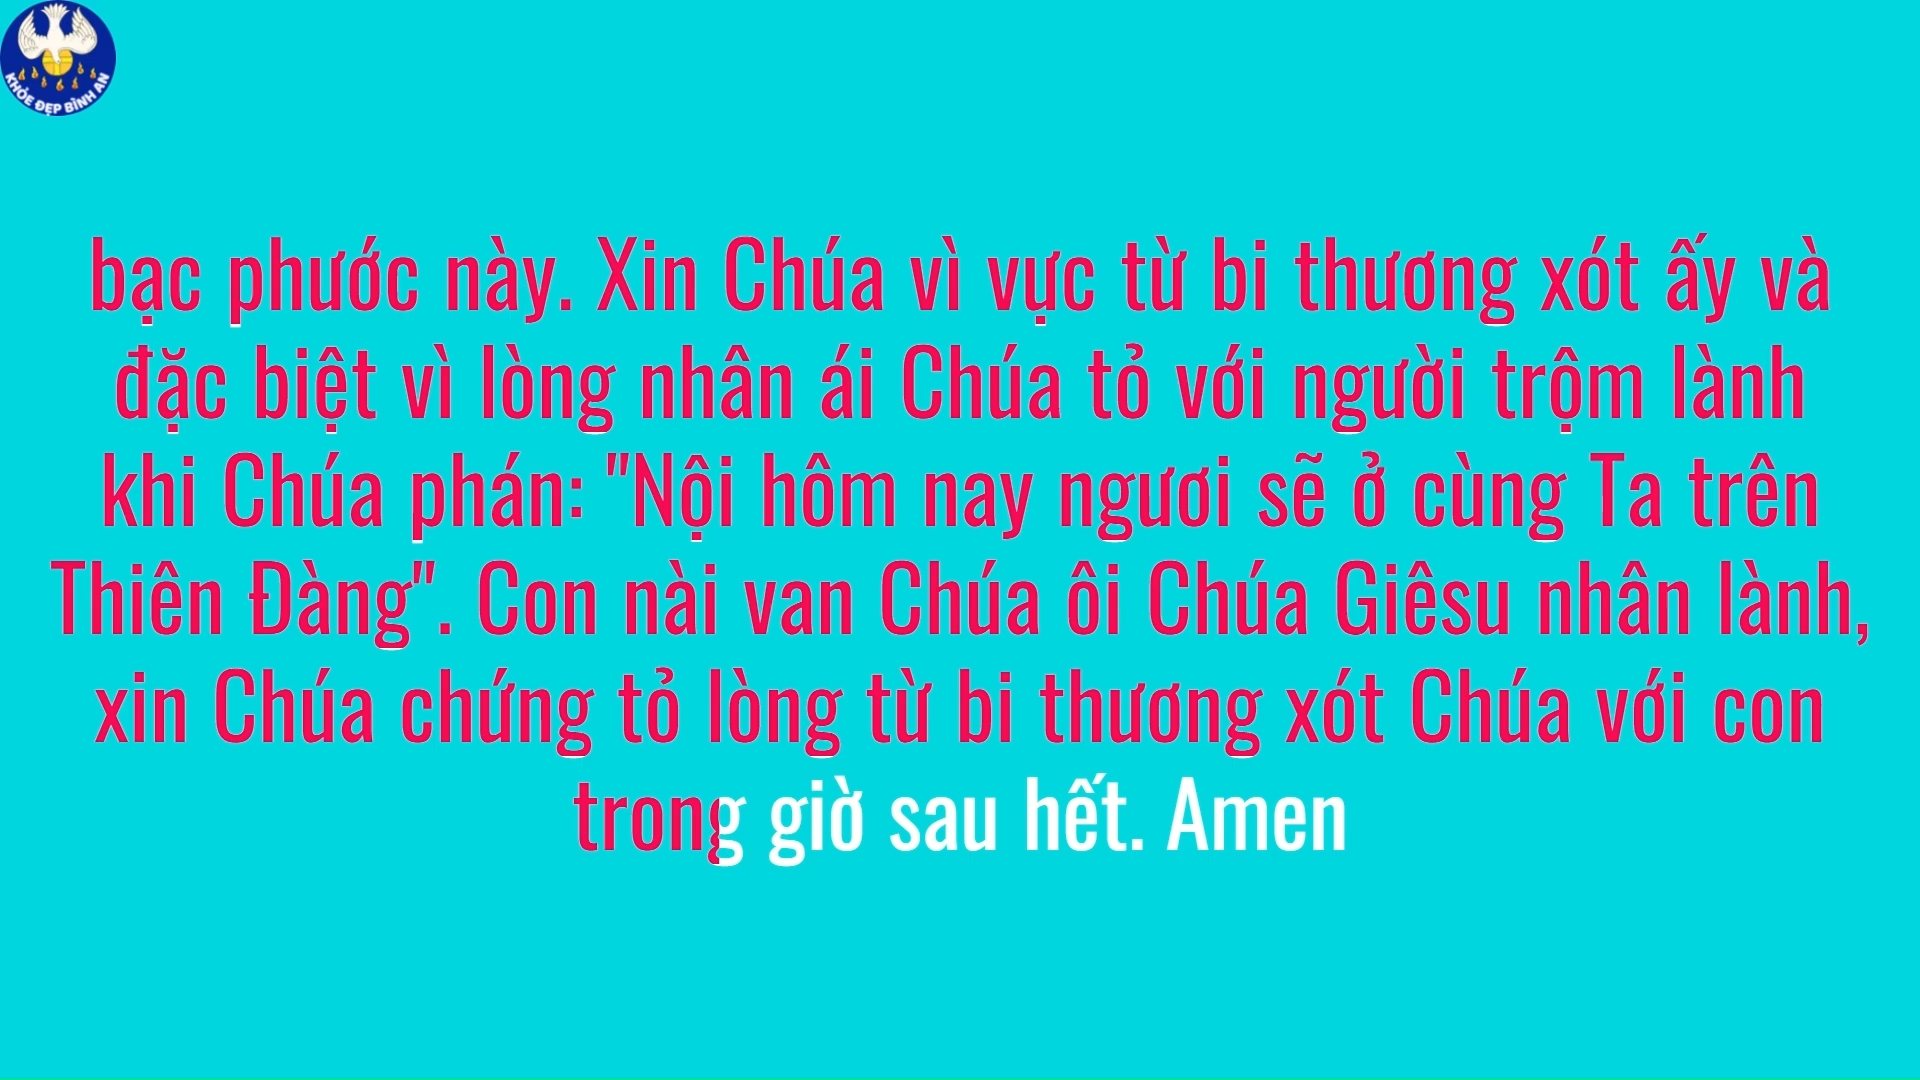 KHỎE ĐẸP BÌNH AN
bạc phước này. Xin Chúa vì vực từ bi thương xót ấy và
đặc biệt vì lòng nhân ái Chúa tỏ với người trộm lành
khi Chúa phán: "Nội hôm nay ngươi sẽ ở cùng Ta trên
Thiên Đàng". Con nài van Chúa ôi Chúa Giêsu nhân lành,
xin Chúa chứng tỏ lòng từ bi thương xót Chúa với con
trong giờ sau hết. Amen